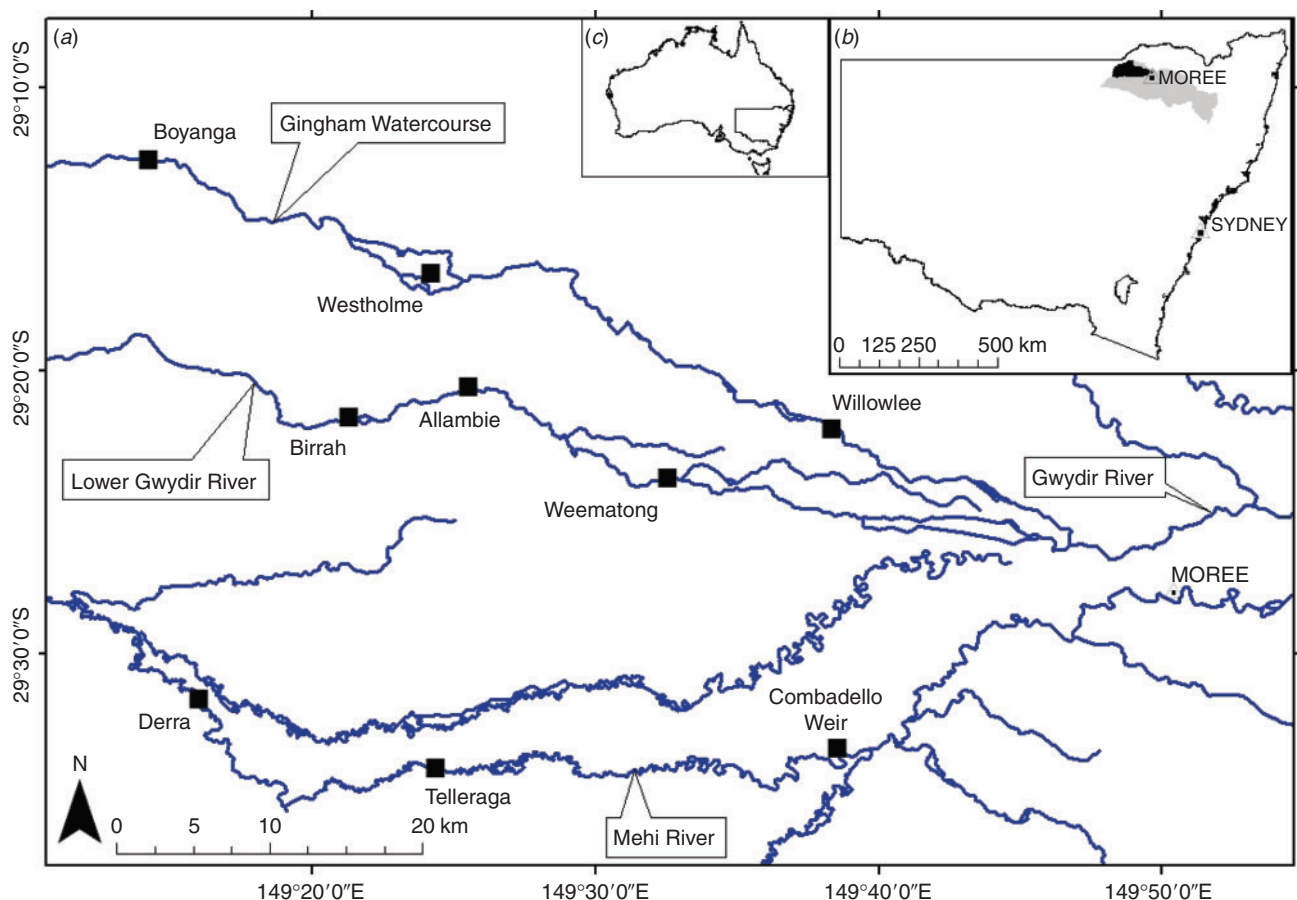 (a)
(c)
(b)
29°10′0″S
29°20′0″S
29°30′0″S
Boyanga
Gingham Watercourse
MOREE
SYDNEY
0 125 250 500 km
Westholme
Willowlee
Allambie
Birrah
Lower Gwydir River
Gwydir River
Weematong
MOREE
Combadello
Weir
Derra
Telleraga
Mehi River
N
0 5 10 20 km
149°20′0″E
149°30′0″E
149°40′0″E
149°50′0″E